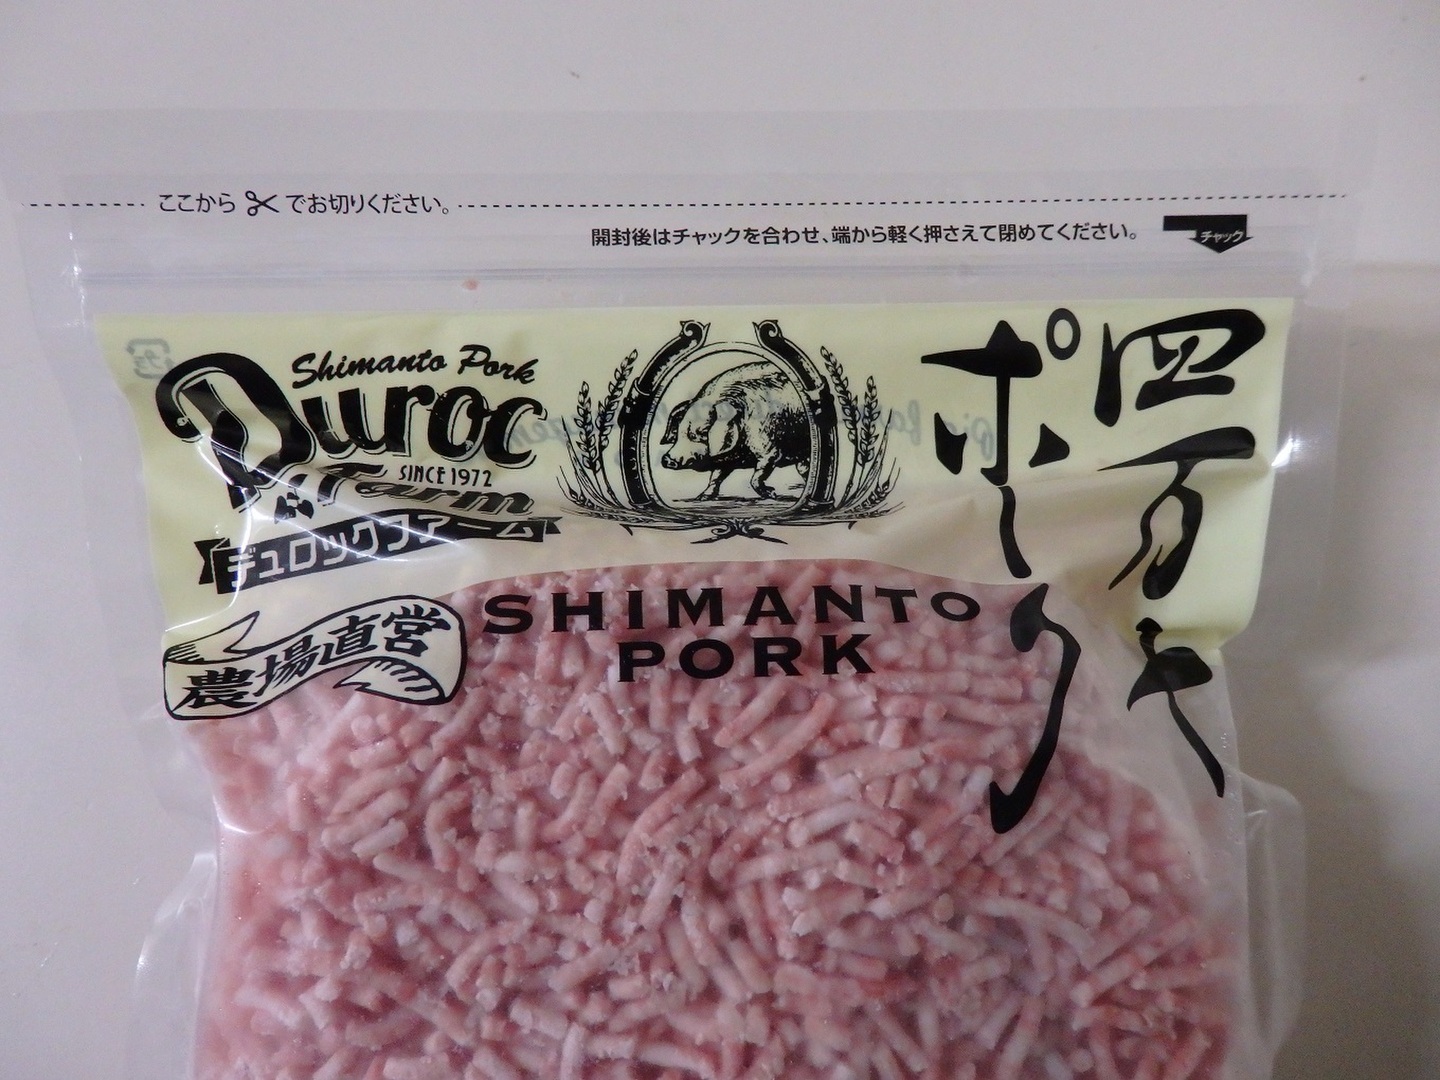 ここから でお切りください。
開封後はチャックを合わせ、端から軽く押さえて閉めてください。
チャック
Shimanto Pork
Duroc
SINCE 1972
Farm
デュロックファーム
農場直営
四万十
ポーク
SHIMANTO
PORK